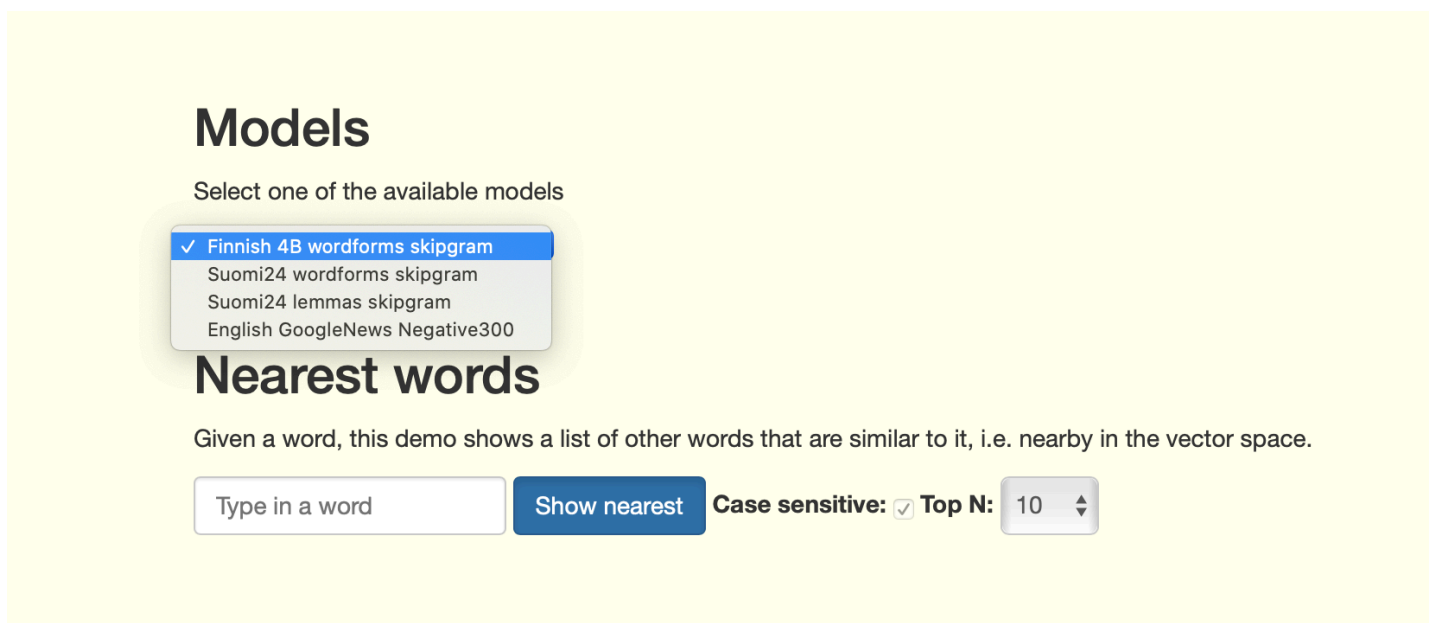 Models
Select one of the available models
✓ Finnish 4B wordforms skipgram
Suomi24 wordforms skipgram
Suomi24 lemmas skipgram
English GoogleNews Negative300
Nearest words
Given a word, this demo shows a list of other words that are similar to it, i.e. nearby in the vector space.
Type in a word Show nearest Case sensitive: ✓ Top N: 10